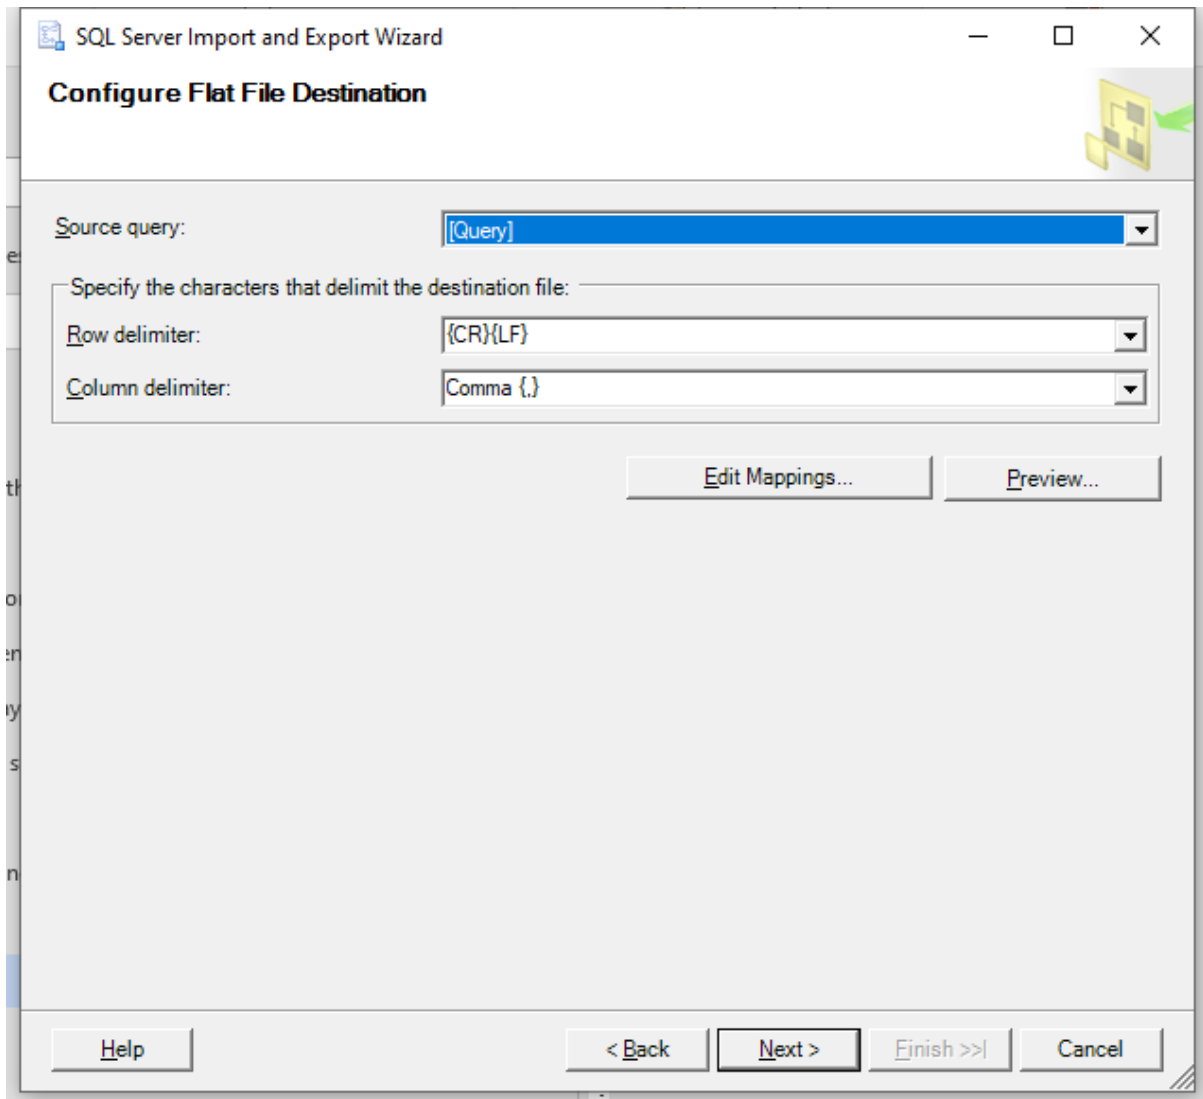 SQL Server Import and Export Wizard
Configure Flat File Destination
Source query: [Query]
Specify the characters that delimit the destination file:
Row delimiter: {CR}{LF}
Column delimiter: Comma {,}
Edit Mappings... Preview...
Help < Back Next > Finish >>| Cancel